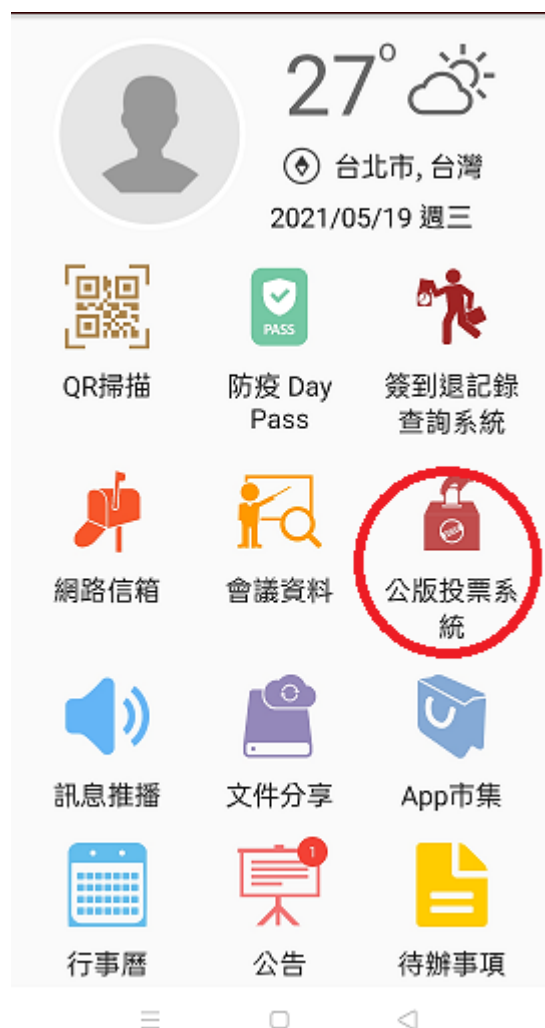 27°
台北市, 台灣
2021/05/19 週三
PASS
QR掃描
防疫 Day
Pass
簽到退記錄
查詢系統
網路信箱
會議資料
公版投票系
統
訊息推播
文件分享
App市集
1
行事曆
公告
待辦事項